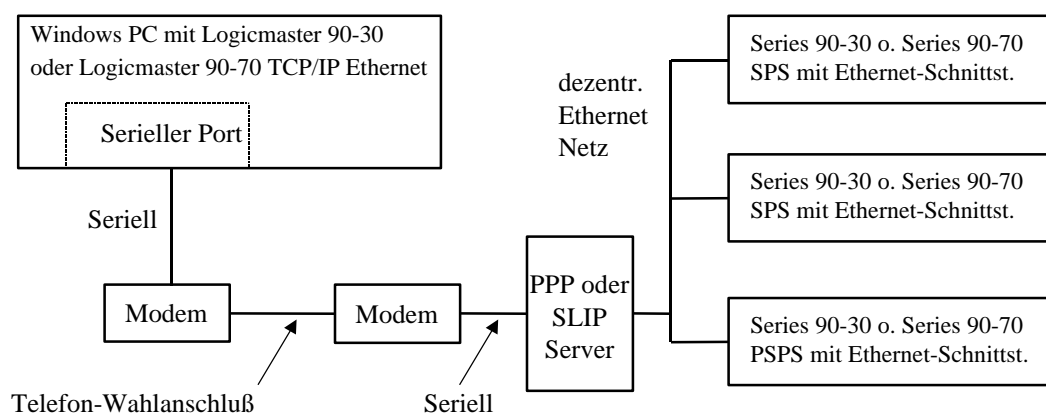 Windows PC mit Logicmaster 90-30
oder Logicmaster 90-70 TCP/IP Ethernet
Serieller Port
Seriell
Modem
Telefon-Wahlanschluß
Modem
Seriell
PPP oder
SLIP
Server
dezentr.
Ethernet
Netz
Series 90-30 o. Series 90-70
SPS mit Ethernet-Schnittst.
Series 90-30 o. Series 90-70
SPS mit Ethernet-Schnittst.
Series 90-30 o. Series 90-70
PSPS mit Ethernet-Schnittst.